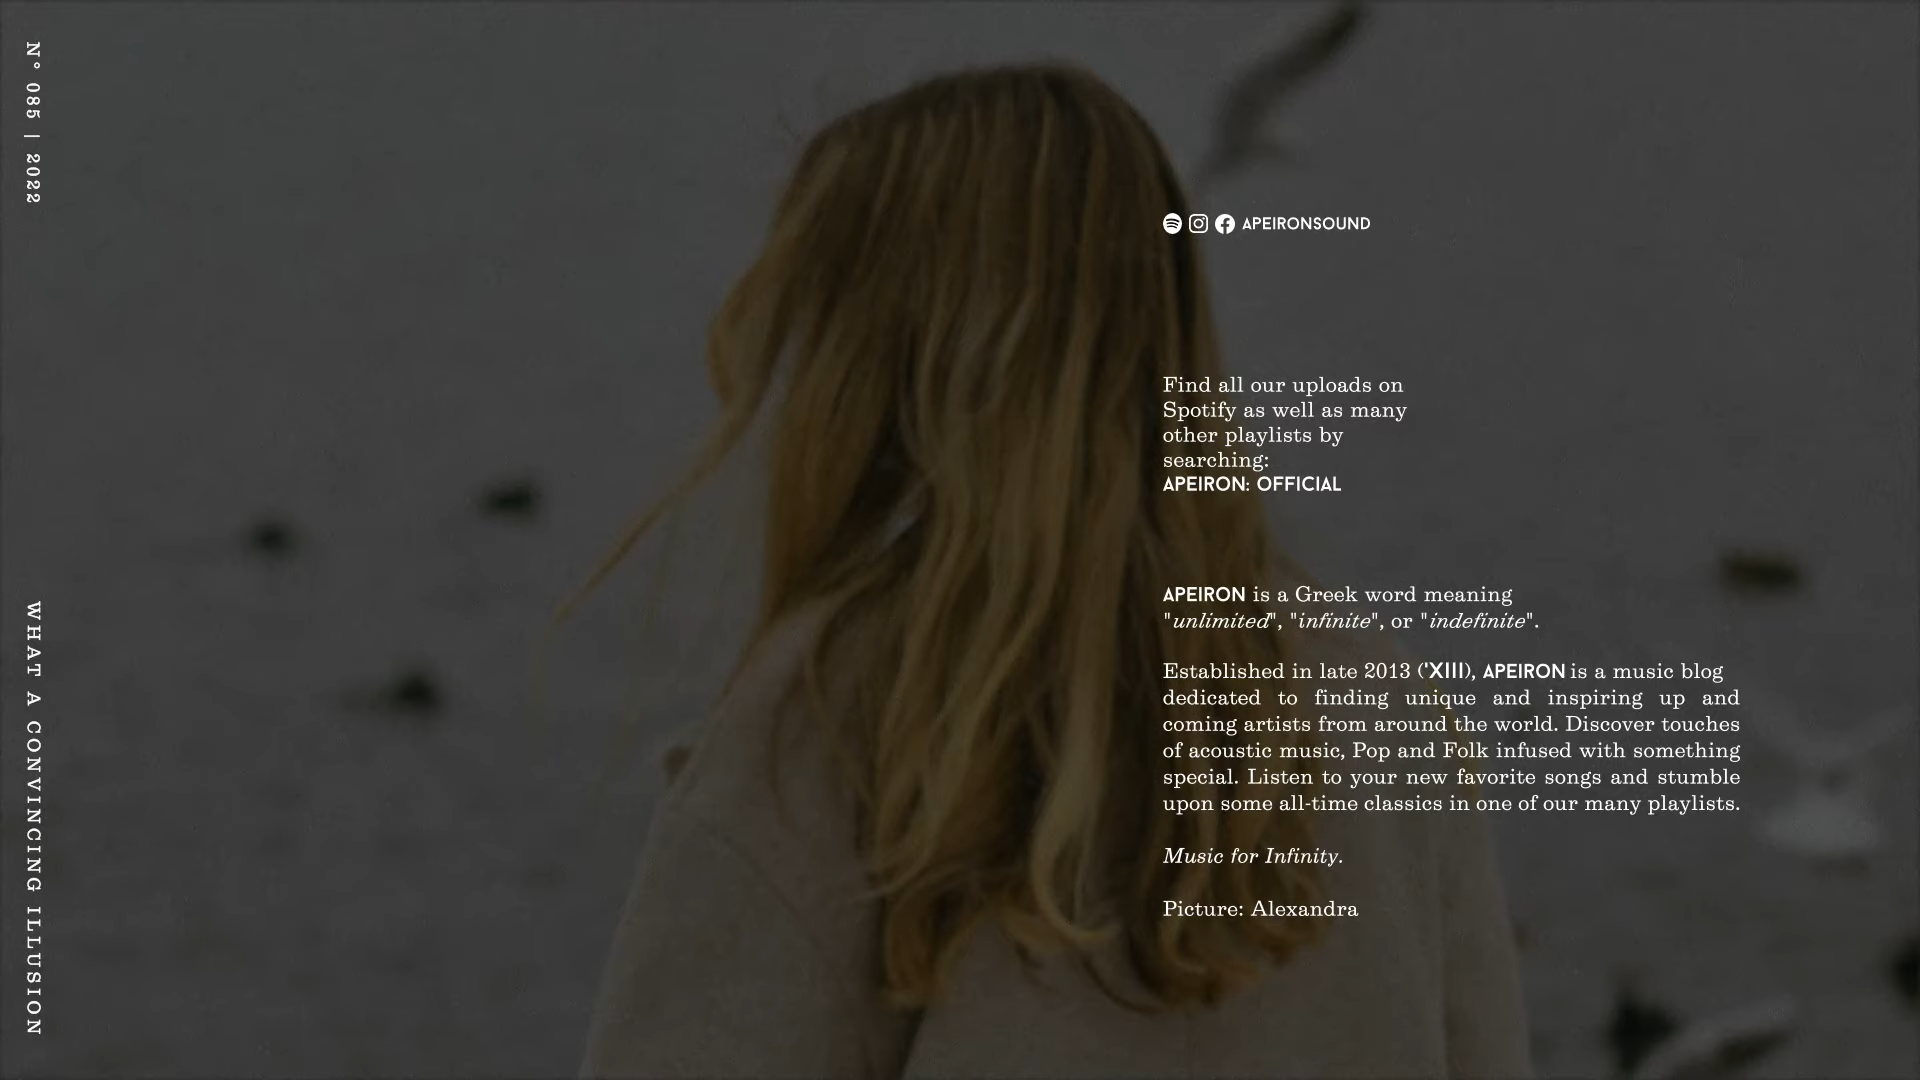 N° 085 | 2022
WHAT A CONVINCING ILLUSION
APEIRONSOUND
Find all our uploads on
Spotify as well as many
other playlists by
searching:
APEIRON: OFFICIAL
APEIRON is a Greek word meaning
"unlimited", "infinite", or "indefinite".
Established in late 2013 ('XIII), APEIRON is a music blog
dedicated to finding unique and inspiring up and
coming artists from around the world. Discover touches
of acoustic music, Pop and Folk infused with something
special. Listen to your new favorite songs and stumble
upon some all-time classics in one of our many playlists.
Music for Infinity.
Picture: Alexandra